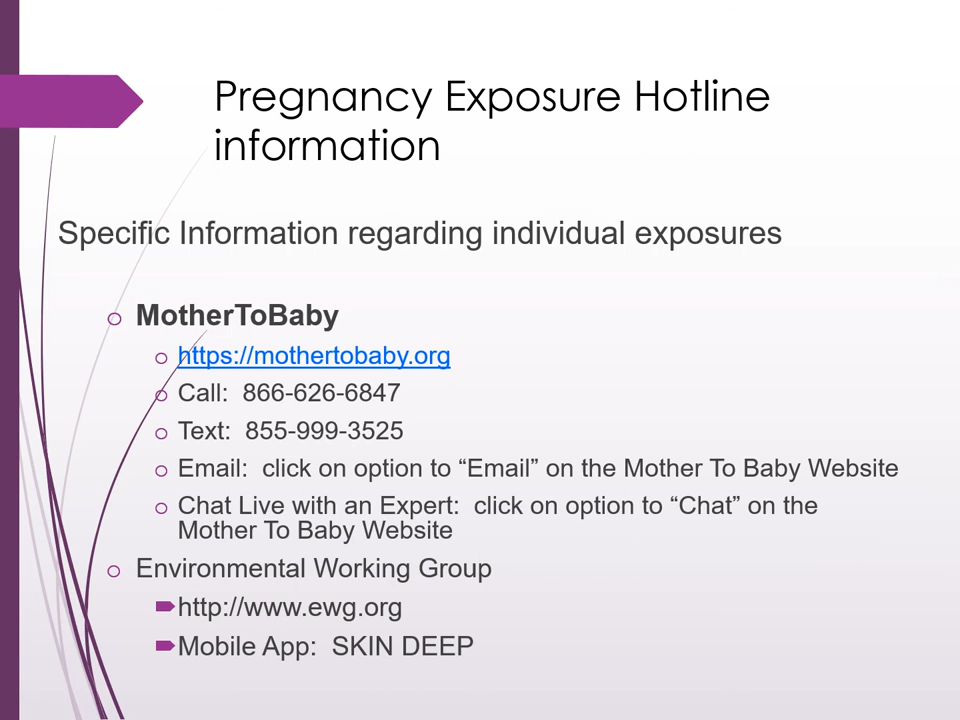 Pregnancy Exposure Hotline
information
Specific Information regarding individual exposures
MotherToBaby
https://mothertobaby.org
Call:  866-626-6847
Text:  855-999-3525
Email:  click on option to “Email” on the Mother To Baby Website
Chat Live with an Expert:  click on option to “Chat” on the
Mother To Baby Website
Environmental Working Group
http://www.ewg.org
Mobile App:  SKIN DEEP